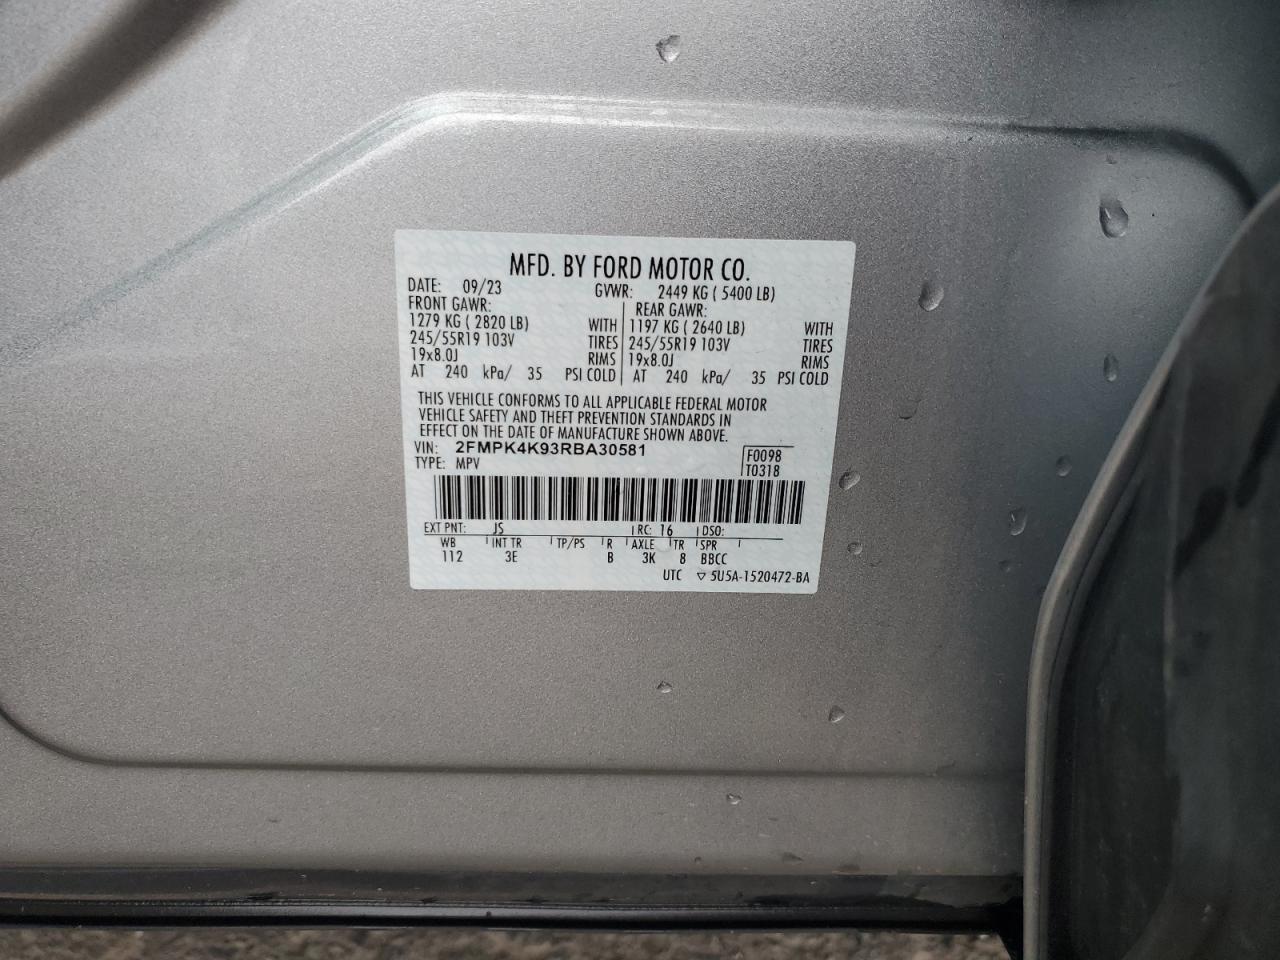 MFD. BY FORD MOTOR CO.
DATE: 09/23 GVWR: 2449 KG ( 5400 LB)
FRONT GAWR: REAR GAWR:
1279 KG ( 2820 LB) WITH 1197 KG ( 2640 LB) WITH
245/55R19 103V TIRES 245/55R19 103V TIRES
19x8.0J RIMS 19x8.0J RIMS
AT 240 kPa/ 35 PSI COLD AT 240 kPa/ 35 PSI COLD
THIS VEHICLE CONFORMS TO ALL APPLICABLE FEDERAL MOTOR
VEHICLE SAFETY AND THEFT PREVENTION STANDARDS IN
EFFECT ON THE DATE OF MANUFACTURE SHOWN ABOVE.
VIN: 2FMPK4K93RBA30581 F0098
TYPE: MPV T0318
EXT PNT: JS RC: 16 DSO:
WB INT TR TP/PS R AXLE TR SPR
112 3E B 3K 8 BBCC
UTC ▽ 5U5A-1520472-BA